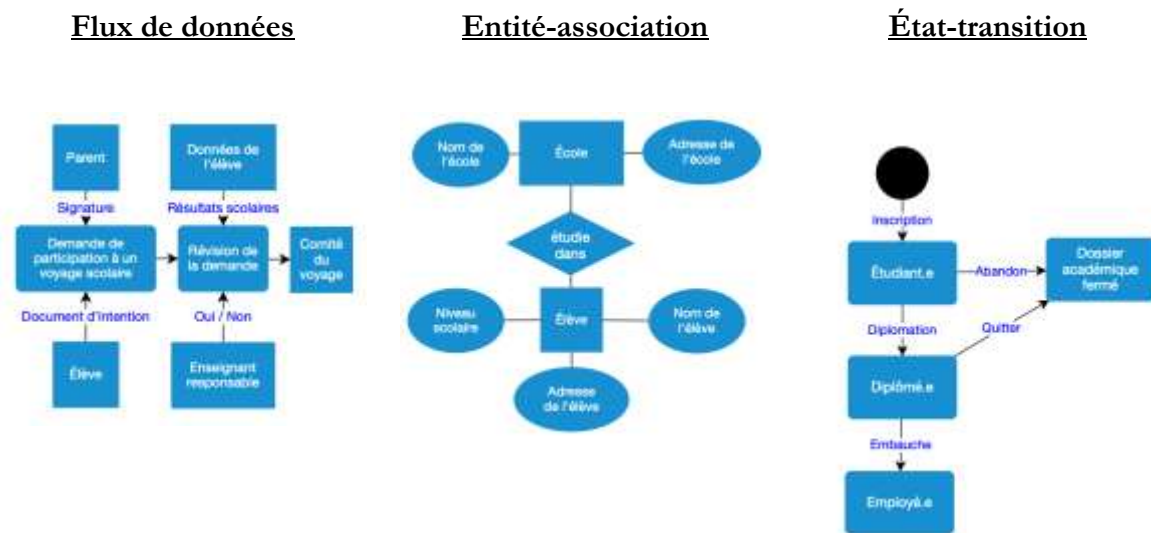 Flux de données
Entité-association
État-transition
Parent
Données de
l'élève
Signature
Résultats scolaires
Demande de
participation à un
voyage scolaire
Révision de
la demande
Comité
du
voyage
Document d'intention
Oui / Non
Élève
Enseignant
responsable
Nom de
l'école
École
Adresse de
l'école
étudie
dans
Niveau
scolaire
Élève
Nom de
l'élève
Adresse
de l'élève
Inscription
Étudiant.e
Abandon
Dossier
académique
fermé
Diplomation
Quitter
Diplômé.e
Embauche
Employé.e